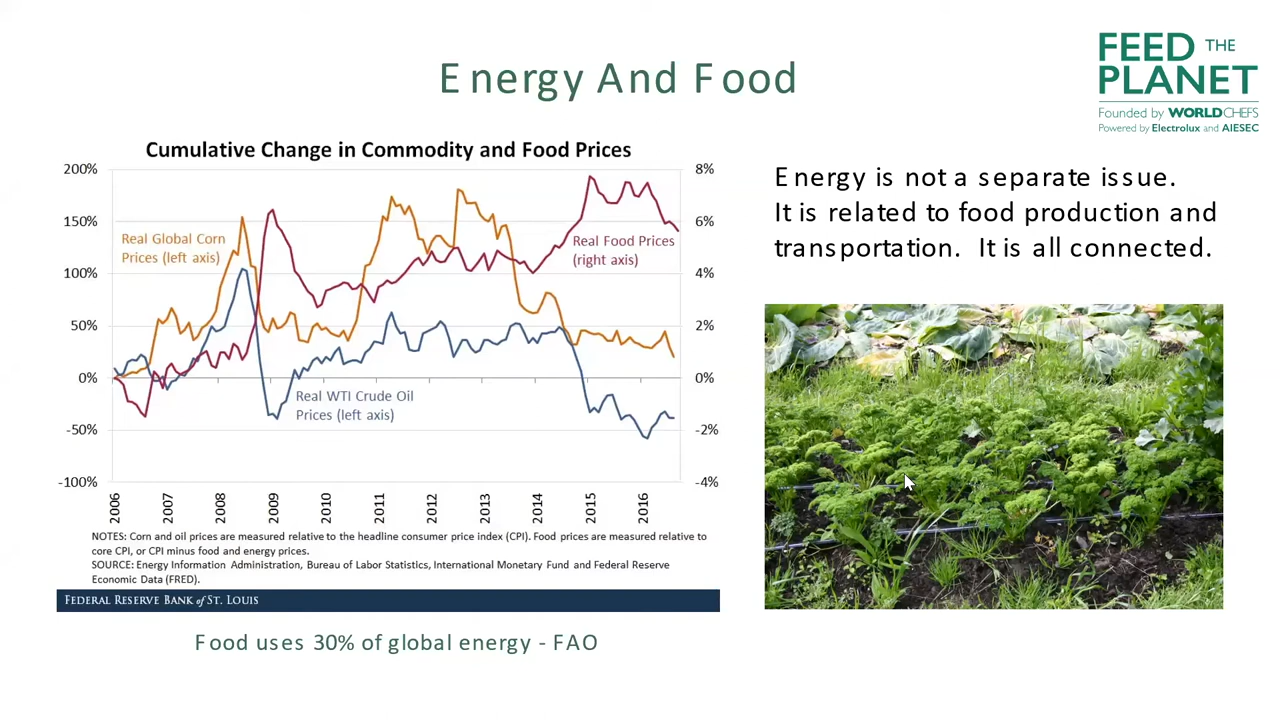 Energy And Food
FEED THE
PLANET
Founded by WORLDCHEFS
Powered by Electrolux and AIESEC
Cumulative Change in Commodity and Food Prices
200%
150%
100%
50%
0%
-50%
-100%
8%
6%
4%
2%
0%
-2%
-4%
Real Global Corn
Prices (left axis)
Real Food Prices
(right axis)
Real WTI Crude Oil
Prices (left axis)
2006 2007 2008 2009 2010 2011 2012 2013 2014 2015 2016
NOTES: Corn and oil prices are measured relative to the headline consumer price index (CPI). Food prices are measured relative to
core CPI, or CPI minus food and energy prices.
SOURCE: Energy Information Administration, Bureau of Labor Statistics, International Monetary Fund and Federal Reserve
Economic Data (FRED).
FEDERAL RESERVE BANK of ST. LOUIS
Food uses 30% of global energy - FAO
Energy is not a separate issue.
It is related to food production and
transportation. It is all connected.